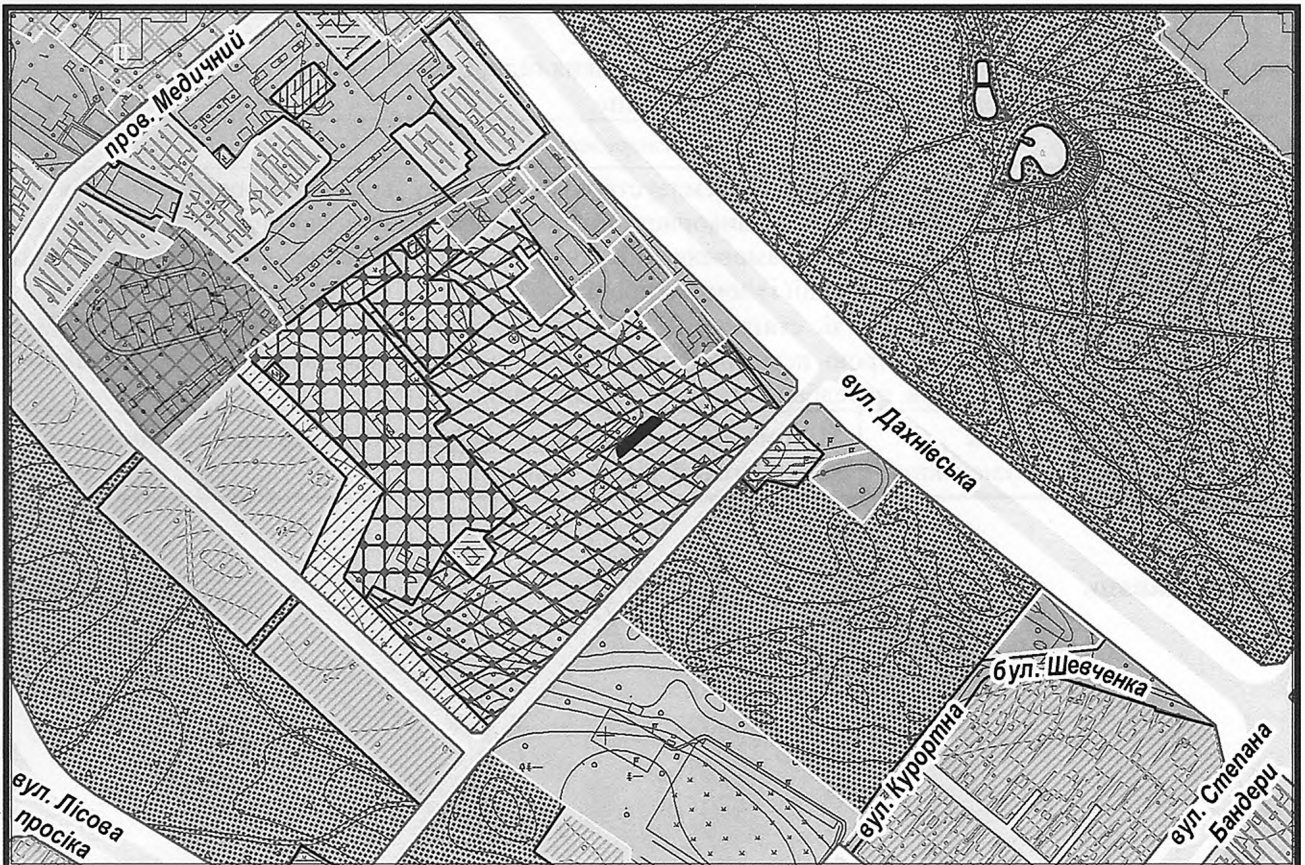 пров. Медичний
вул. Дахнівська
бул. Шевченка
вул. Курортна
вул. Степана
Бандери
вул. Лісова
просіка